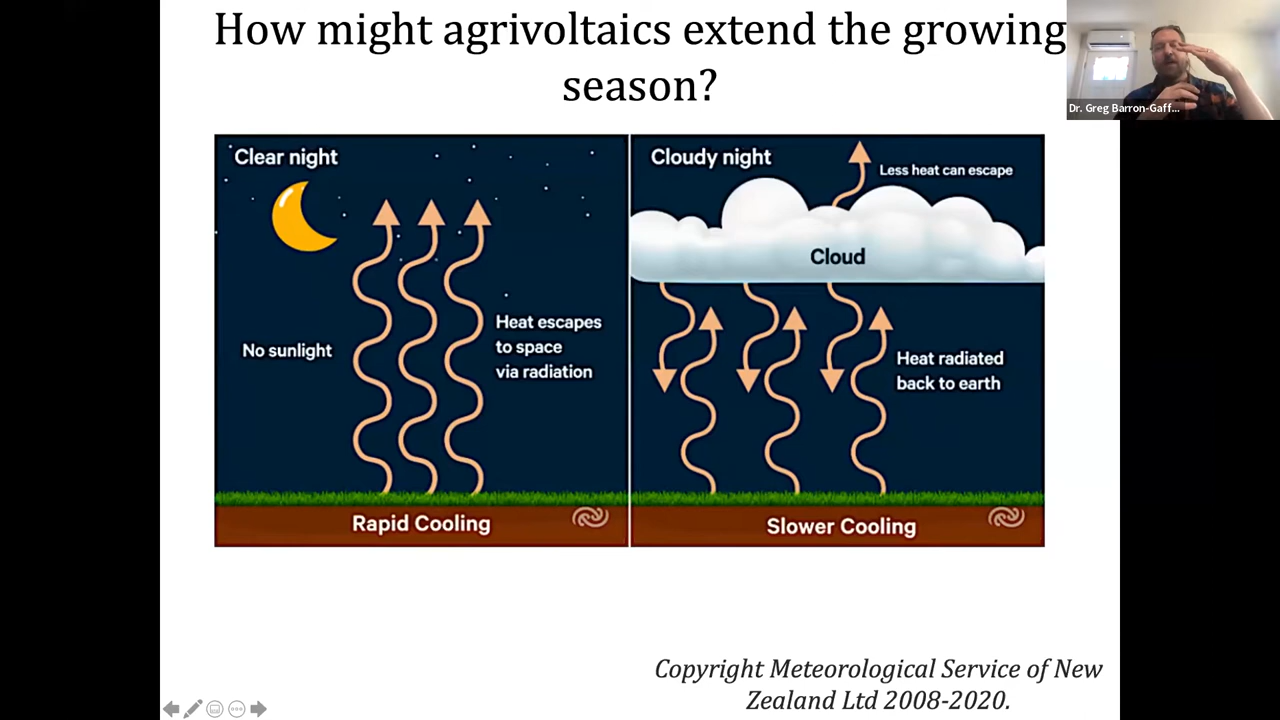 How might agrivoltaics extend the growing
season?
Dr. Greg Barron-Gaff...
Clear night
No sunlight
Heat escapes
to space
via radiation
Rapid Cooling
Cloudy night
Less heat can escape
Cloud
Heat radiated
back to earth
Slower Cooling
Copyright Meteorological Service of New
Zealand Ltd 2008-2020.